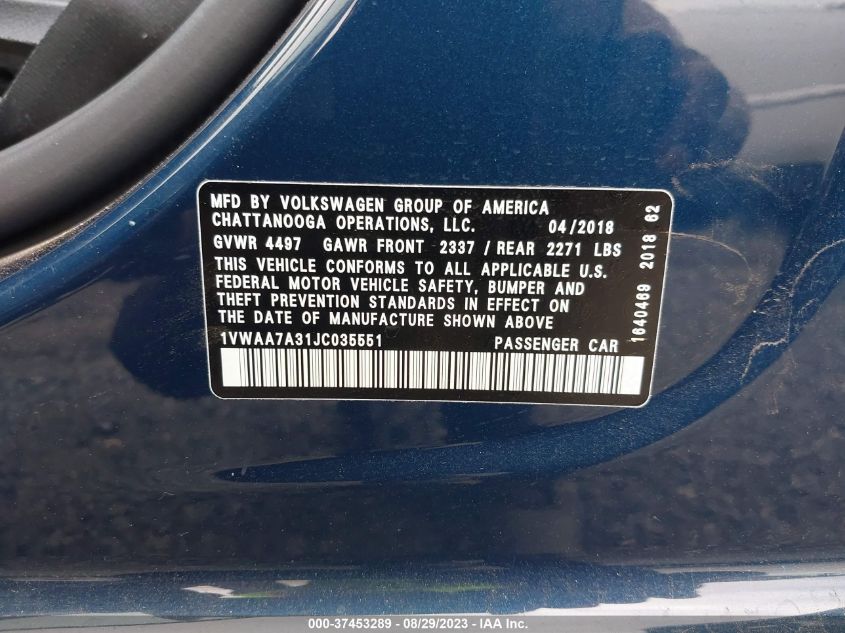 MFD BY VOLKSWAGEN GROUP OF AMERICA
CHATTANOOGA OPERATIONS, LLC. 04/2018
GVWR 4497 GAWR FRONT 2337 / REAR 2271 LBS
THIS VEHICLE CONFORMS TO ALL APPLICABLE U.S.
FEDERAL MOTOR VEHICLE SAFETY, BUMPER AND
THEFT PREVENTION STANDARDS IN EFFECT ON
THE DATE OF MANUFACTURE SHOWN ABOVE
1VWAA7A31JC035551 PASSENGER CAR
1640469 2018 62
000-37453289 - 08/29/2023 - IAA Inc.